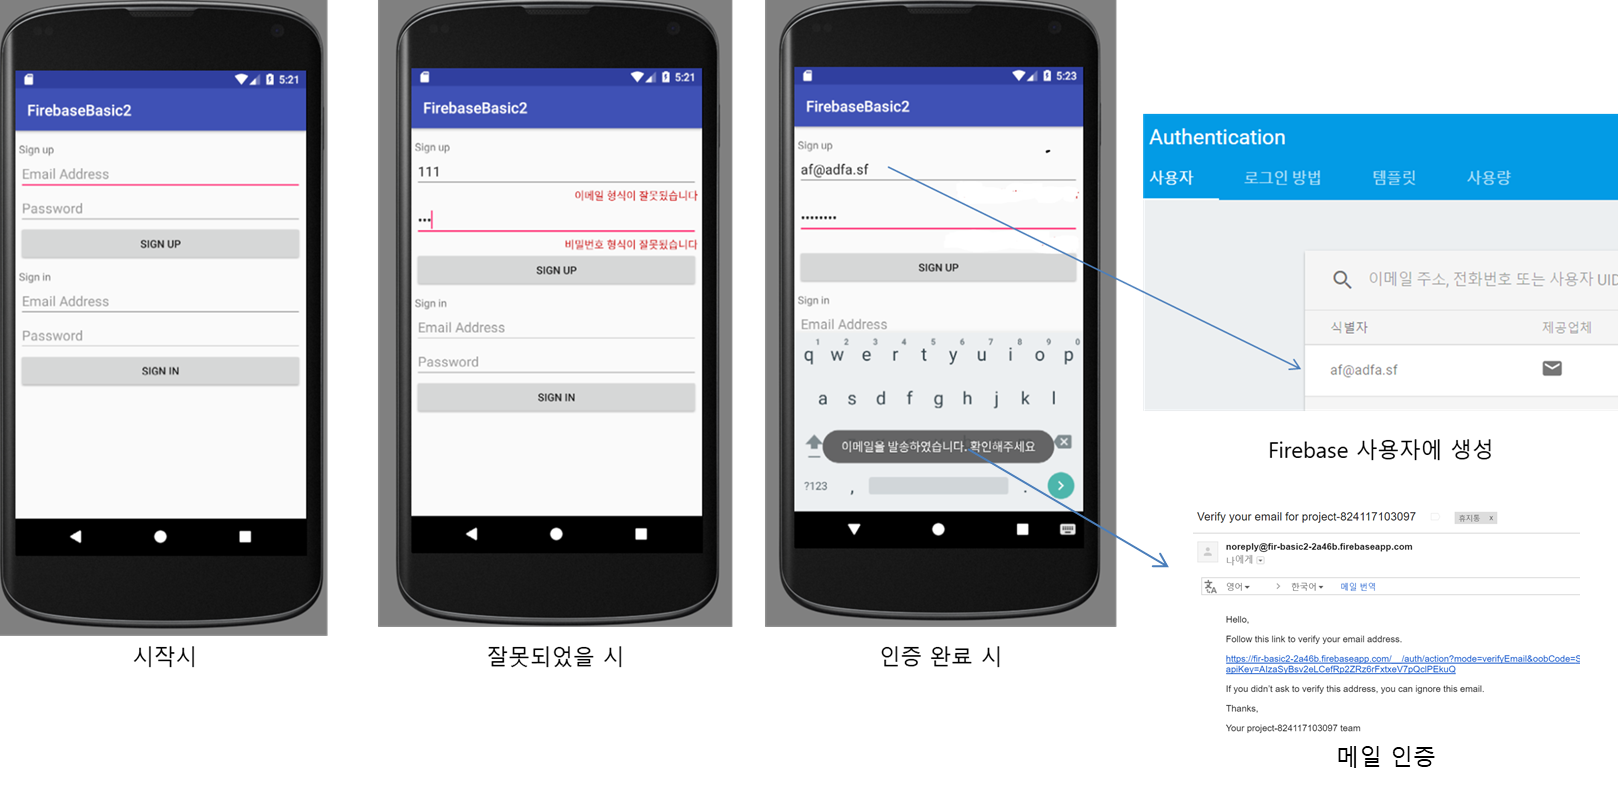 5:21
FirebaseBasic2
Sign up
Email Address
Password
SIGN UP
Sign in
Email Address
Password
SIGN IN
시작시
5:21
FirebaseBasic2
Sign up
111
이메일 형식이 잘못됬습니다
•••
비밀번호 형식이 잘못됬습니다
SIGN UP
Sign in
Email Address
Password
SIGN IN
잘못되었을 시
5:23
FirebaseBasic2
Sign up
af@adfa.sf
••••••••
SIGN UP
Sign in
Email Address
1 2 3 4 5 6 7 8 9 0
q w e r t y u i o p
a s d f g h j k l
이메일을 발송하였습니다. 확인해주세요
?123 , .
인증 완료 시
Authentication
사용자 로그인 방법 템플릿 사용량
이메일 주소, 전화번호 또는 사용자 UID
식별자 제공업체
af@adfa.sf
Firebase 사용자에 생성
Verify your email for project-824117103097 휴지통 x
noreply@fir-basic2-2a46b.firebaseapp.com
나에게
영어 > 한국어 메일 번역
Hello,
Follow this link to verify your email address.
https://fir-basic2-2a46b.firebaseapp.com/__/auth/action?mode=verifyEmail&oobCode=S
apiKey=AIzaSyBsv2eLCefRp2ZRz6rFxtxeV7pQclPEkuQ
If you didn't ask to verify this address, you can ignore this email.
Thanks,
Your project-824117103097 team
메일 인증